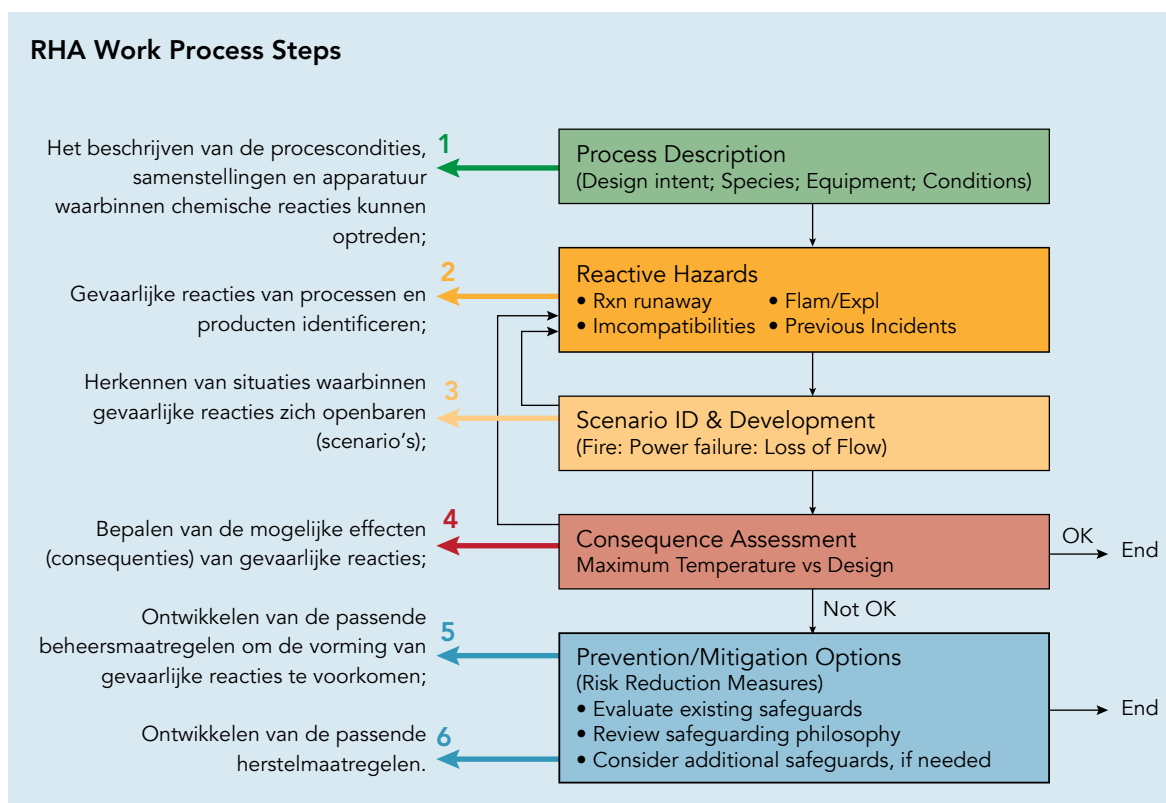 RHA Work Process Steps
1
Het beschrijven van de procescondities,
samenstellingen en apparatuur
waarbinnen chemische reacties kunnen
optreden;
Process Description
(Design intent; Species; Equipment; Conditions)
2
Gevaarlijke reacties van processen en
producten identificeren;
Reactive Hazards
• Rxn runaway • Flam/Expl
• Imcompatibilities • Previous Incidents
3
Herkennen van situaties waarbinnen
gevaarlijke reacties zich openbaren
(scenario's);
Scenario ID & Development
(Fire: Power failure: Loss of Flow)
4
Bepalen van de mogelijke effecten
(consequenties) van gevaarlijke reacties;
Consequence Assessment
Maximum Temperature vs Design
OK
End
Not OK
5
Ontwikkelen van de passende
beheersmaatregelen om de vorming van
gevaarlijke reacties te voorkomen;
Prevention/Mitigation Options
(Risk Reduction Measures)
• Evaluate existing safeguards
• Review safeguarding philosophy
• Consider additional safeguards, if needed
End
6
Ontwikkelen van de passende
herstelmaatregelen.